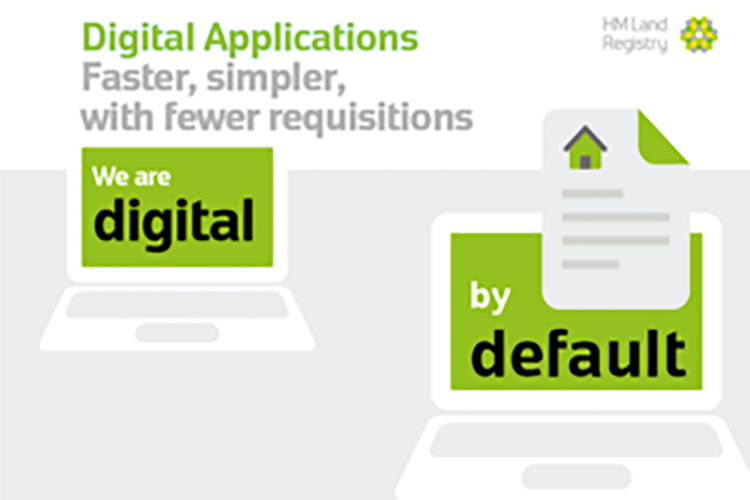 Digital Applications
Faster, simpler,
with fewer requisitions
HM Land
Registry
We are
digital
by
default